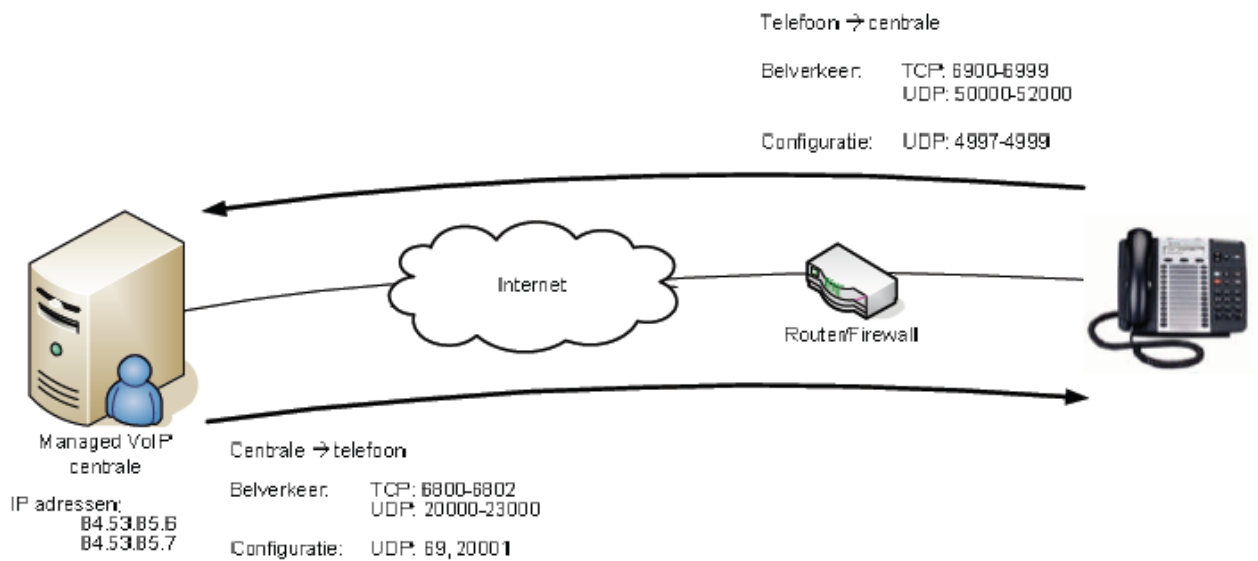 Telefoon → centrale
Belverkeer: TCP: 6900-6999
UDP: 50000-52000
Configuratie: UDP: 4997-4999
Internet
Router/Firewall
Managed VoIP
centrale
IP adressen:
84.53.85.6
84.53.85.7
Centrale → telefoon
Belverkeer: TCP: 6800-6802
UDP: 20000-23000
Configuratie: UDP: 69, 20001